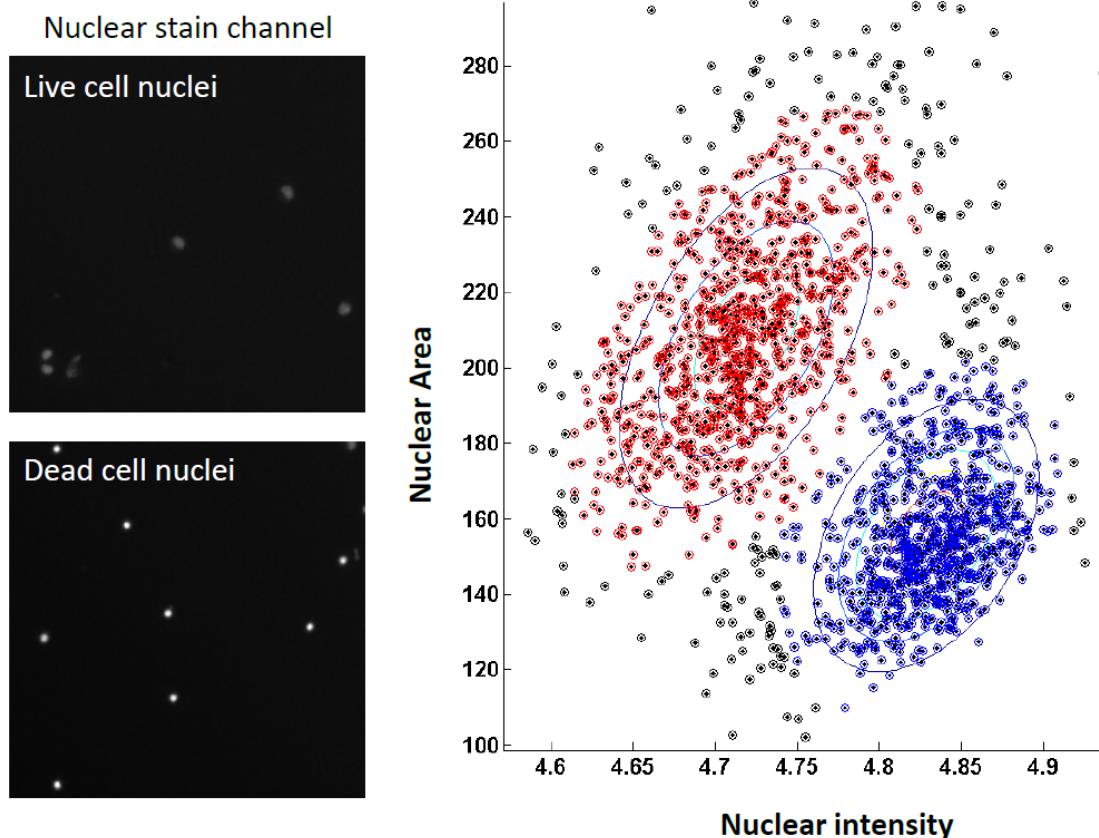 Nuclear stain channel
Live cell nuclei
Dead cell nuclei
Nuclear Area
280
260
240
220
200
180
160
140
120
100
4.6 4.65 4.7 4.75 4.8 4.85 4.9
Nuclear intensity